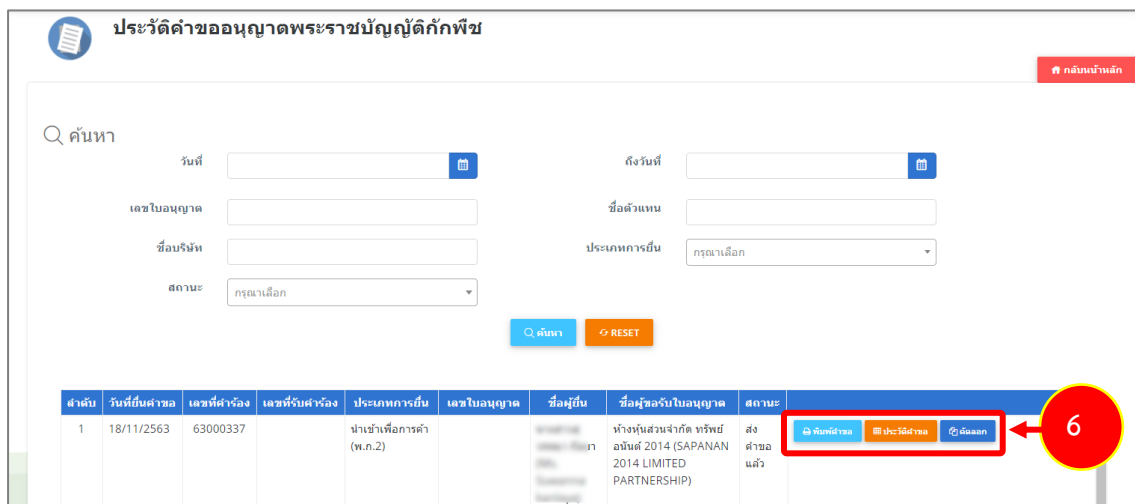 ประวัติคำขออนุญาตพระราชบัญญัติกักพืช
กลับหน้าหลัก
ค้นหา
วันที่
ถึงวันที่
เลขใบอนุญาต
ชื่อตัวแทน
ชื่อบริษัท
ประเภทการยื่น
กรุณาเลือก
สถานะ
กรุณาเลือก
ค้นหา
RESET
ลำดับ วันที่ยื่นคำขอ เลขที่คำร้อง เลขที่รับคำร้อง ประเภทการยื่น เลขใบอนุญาต ชื่อผู้ยื่น ชื่อผู้ขอรับใบอนุญาต สถานะ
1 18/11/2563 63000337 นำเข้าเพื่อการค้า ห้างหุ้นส่วนจำกัด ทรัพย์ ส่ง พิมพ์คำขอ ประวัติคำขอ คัดลอก 6
(พ.ก.2) อนันต์ 2014 (SAPANAN คำขอ
2014 LIMITED แล้ว
PARTNERSHIP)